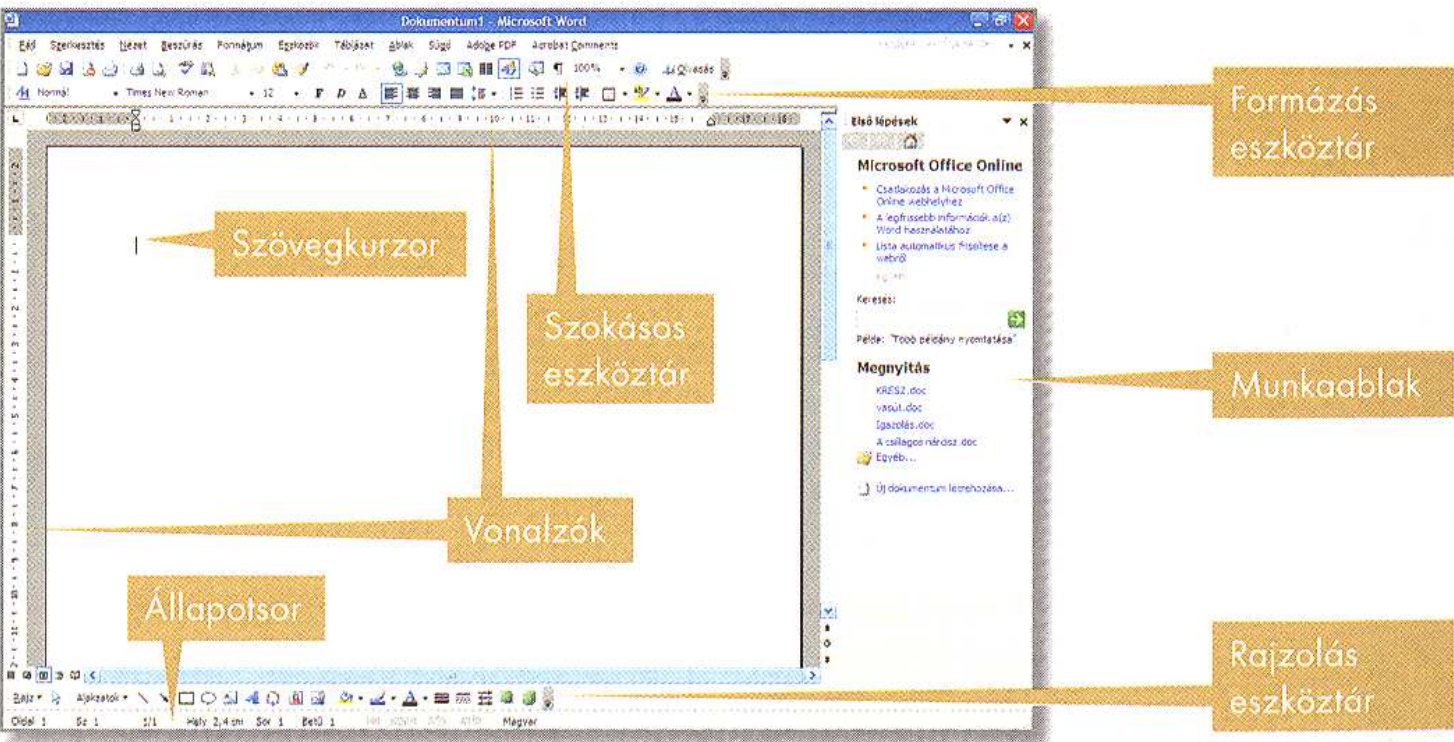 Dokumentum1 - Microsoft Word
Fájl Szerkesztés Nézet Beszúrás Formátum Eszközök Táblázat Ablak Súgó Adobe PDF Acrobat Comments
100% Olvasás
Normál Times New Roman 12 F D A
Első lépések
Microsoft Office Online
Csatlakozás a Microsoft Office
Online webhelyhez
A legfrissebb információk a(z)
Word használatához
Lista automatikus frissítése a
webről
Keresés:
Példa: "Több példány nyomtatása"
Megnyitás
KRESZ.doc
vasút.doc
Igazolás.doc
A csillagos nárcisz.doc
Egyéb...
Új dokumentum létrehozása...
Formázás
eszköztár
Szövegkurzor
Szokásos
eszköztár
Munkaablak
Vonalzók
Állapotsor
Rajzolás
eszköztár
Rajz Alakzatok
Oldal 1 Sz 1 1/1 Hely 2,4 cm Sor 1 Betű 1 Magyar